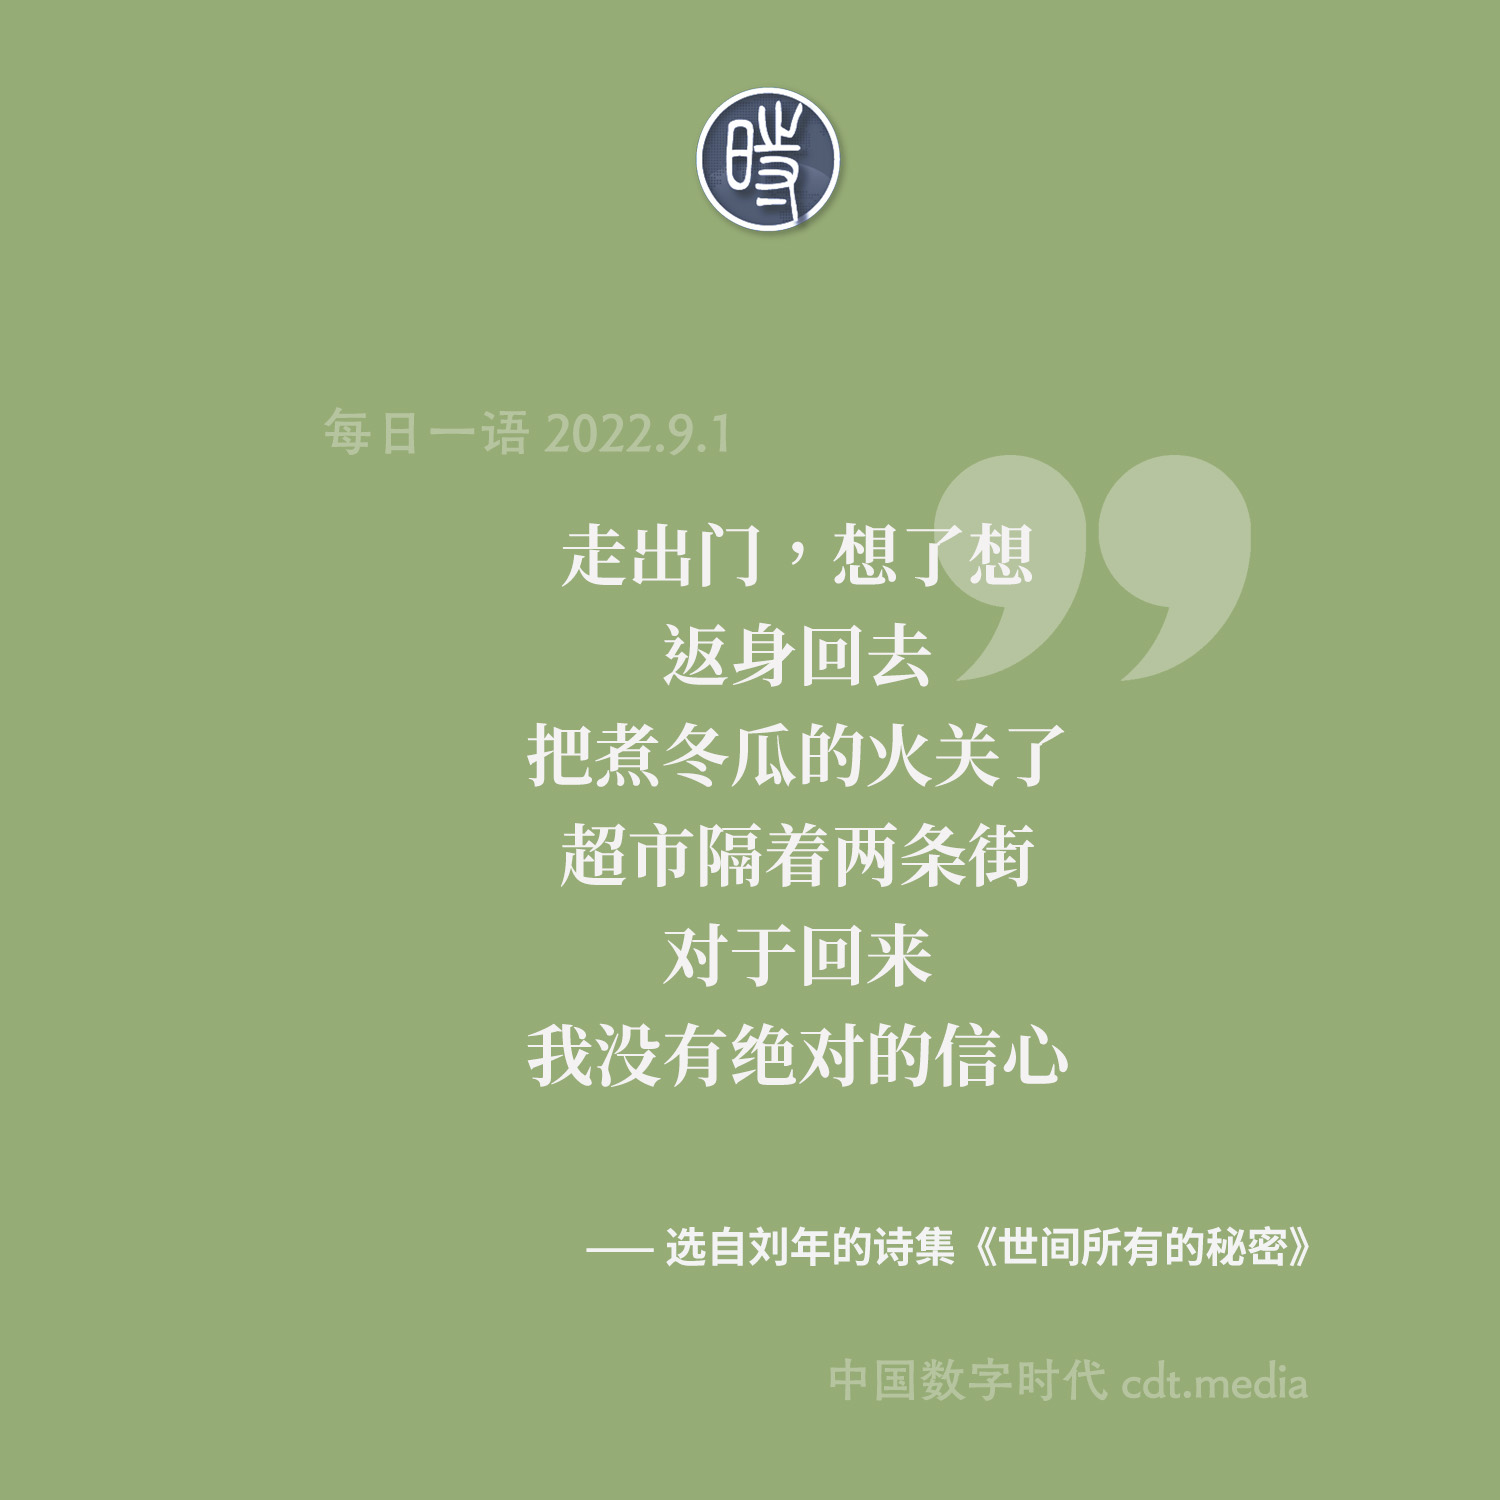 時
每日一语 2022.9.1
走出门，想了想
返身回去
把煮冬瓜的火关了
超市隔着两条街
对于回来
我没有绝对的信心
—— 选自刘年的诗集《世间所有的秘密》
中国数字时代 cdt.media